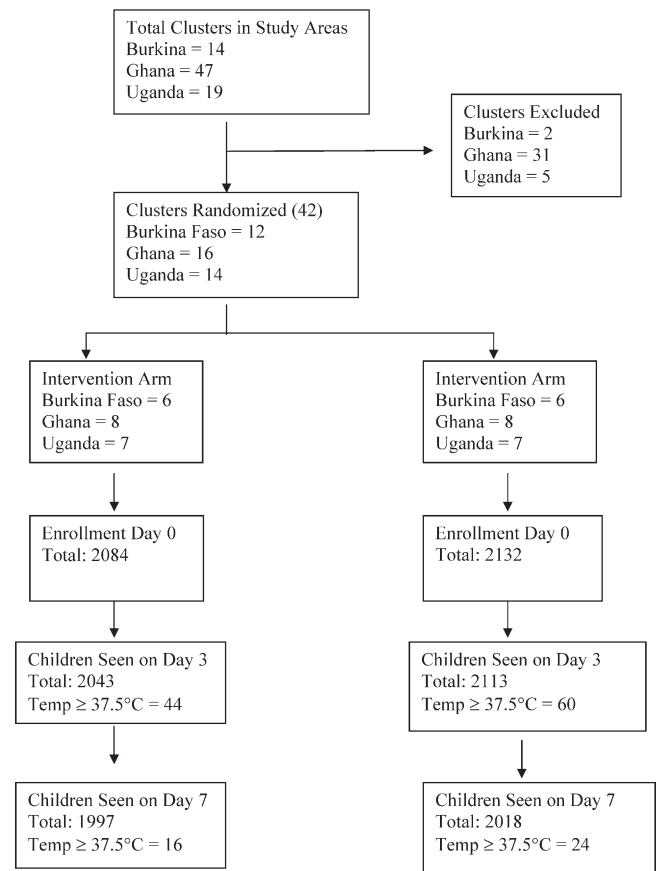 Total Clusters in Study Areas
Burkina = 14
Ghana = 47
Uganda = 19
Clusters Excluded
Burkina = 2
Ghana = 31
Uganda = 5
Clusters Randomized (42)
Burkina Faso = 12
Ghana = 16
Uganda = 14
Intervention Arm
Burkina Faso = 6
Ghana = 8
Uganda = 7
Intervention Arm
Burkina Faso = 6
Ghana = 8
Uganda = 7
Enrollment Day 0
Total: 2084
Enrollment Day 0
Total: 2132
Children Seen on Day 3
Total: 2043
Temp ≥ 37.5°C = 44
Children Seen on Day 3
Total: 2113
Temp ≥ 37.5°C = 60
Children Seen on Day 7
Total: 1997
Temp ≥ 37.5°C = 16
Children Seen on Day 7
Total: 2018
Temp ≥ 37.5°C = 24